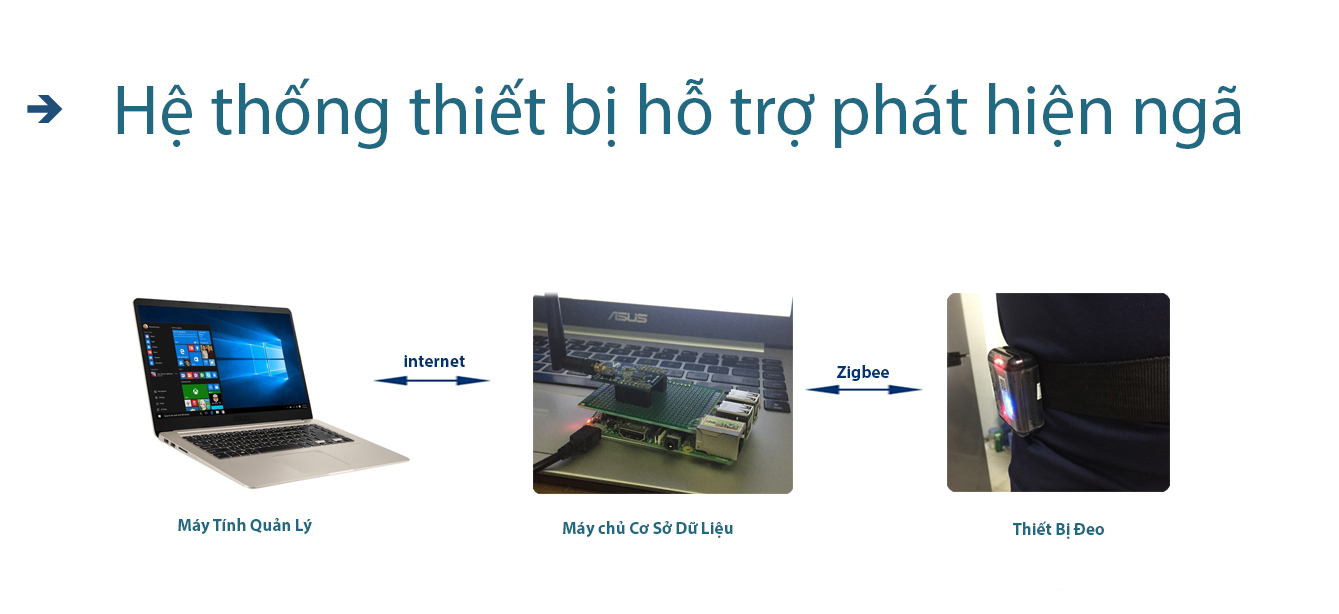 Hệ thống thiết bị hỗ trợ phát hiện ngã
internet
Zigbee
ASUS
Máy Tính Quản Lý
Máy chủ Cơ Sở Dữ Liệu
Thiết Bị Đeo